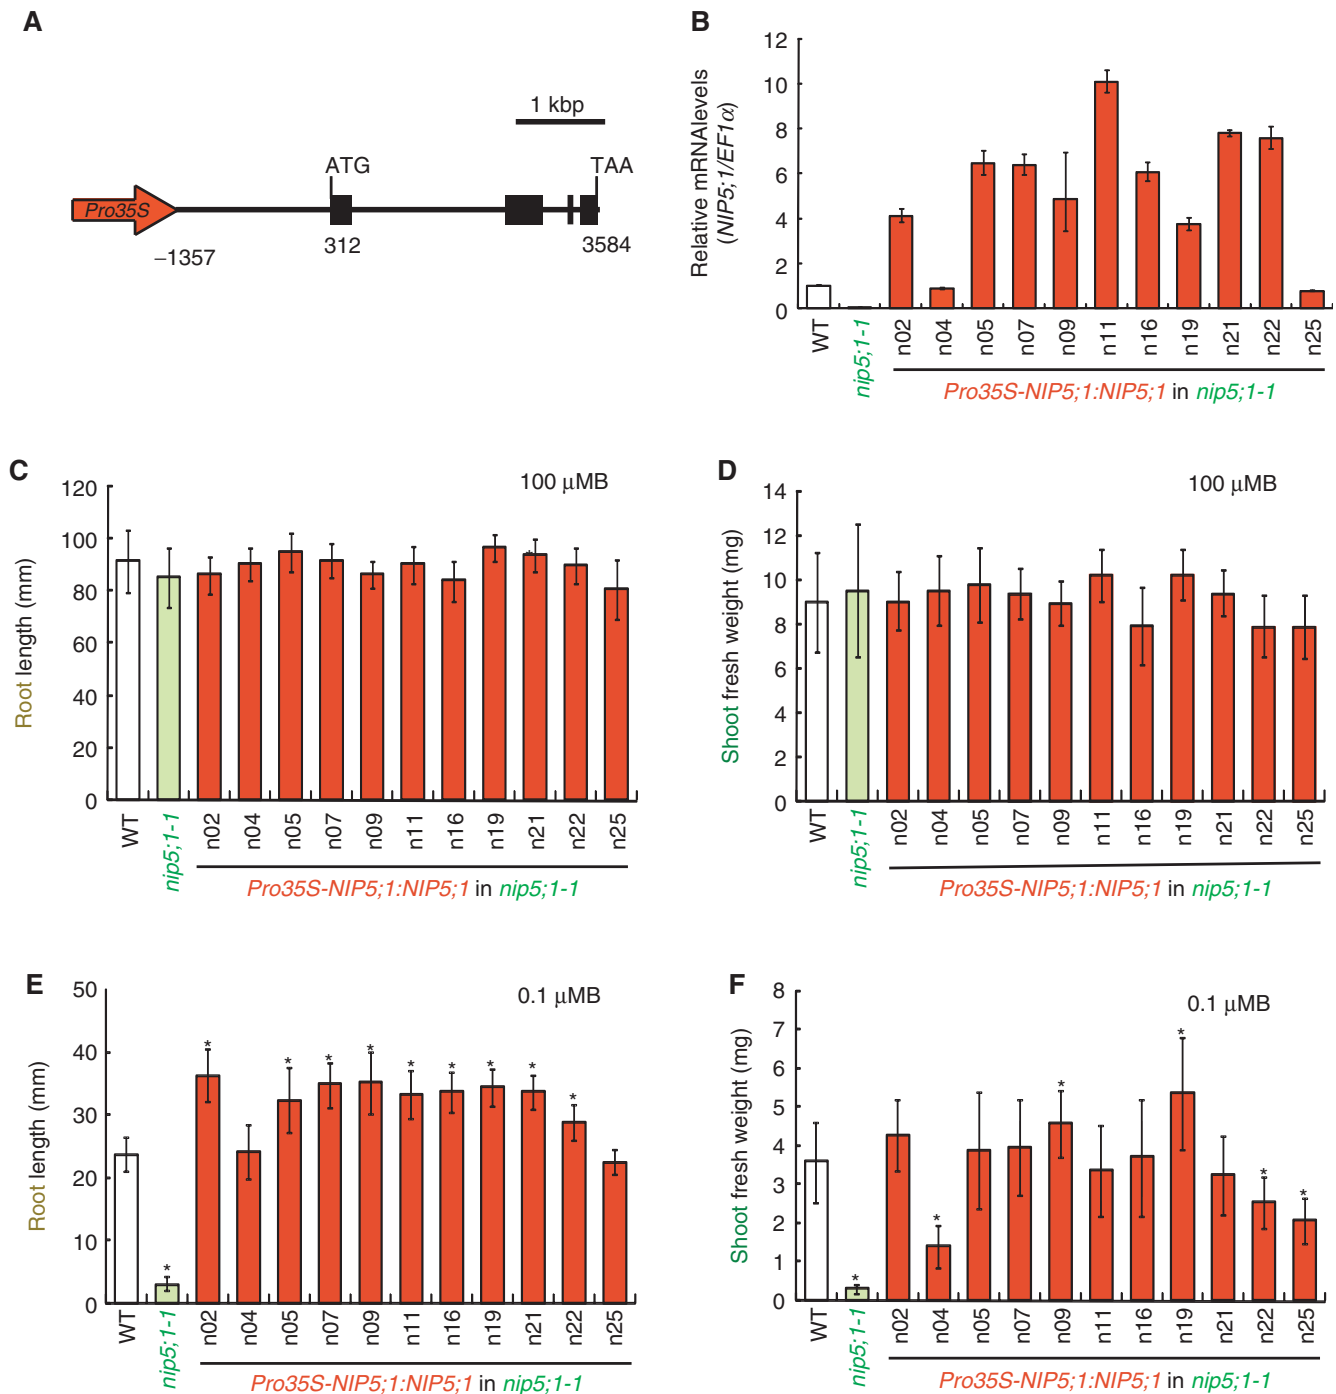 A
1 kbp
ATG
TAA
Pro35S
−1357
312
3584
B
Relative mRNAlevels
(NIP5;1/EF1α)
12
10
8
6
4
2
0
WT
nip5;1-1
n02
n04
n05
n07
n09
n11
n16
n19
n21
n22
n25
Pro35S-NIP5;1:NIP5;1 in nip5;1-1
C
100 μMB
Root length (mm)
120
100
80
60
40
20
0
WT
nip5;1-1
n02
n04
n05
n07
n09
n11
n16
n19
n21
n22
n25
Pro35S-NIP5;1:NIP5;1 in nip5;1-1
D
100 μMB
Shoot fresh weight (mg)
14
12
10
8
6
4
2
0
WT
nip5;1-1
n02
n04
n05
n07
n09
n11
n16
n19
n21
n22
n25
Pro35S-NIP5;1:NIP5;1 in nip5;1-1
E
0.1 μMB
Root length (mm)
50
40
30
20
10
0
* * * * * * * * * *
WT
nip5;1-1
n02
n04
n05
n07
n09
n11
n16
n19
n21
n22
n25
Pro35S-NIP5;1:NIP5;1 in nip5;1-1
F
0.1 μMB
Shoot fresh weight (mg)
8
7
6
5
4
3
2
1
0
* * * * * *
WT
nip5;1-1
n02
n04
n05
n07
n09
n11
n16
n19
n21
n22
n25
Pro35S-NIP5;1:NIP5;1 in nip5;1-1